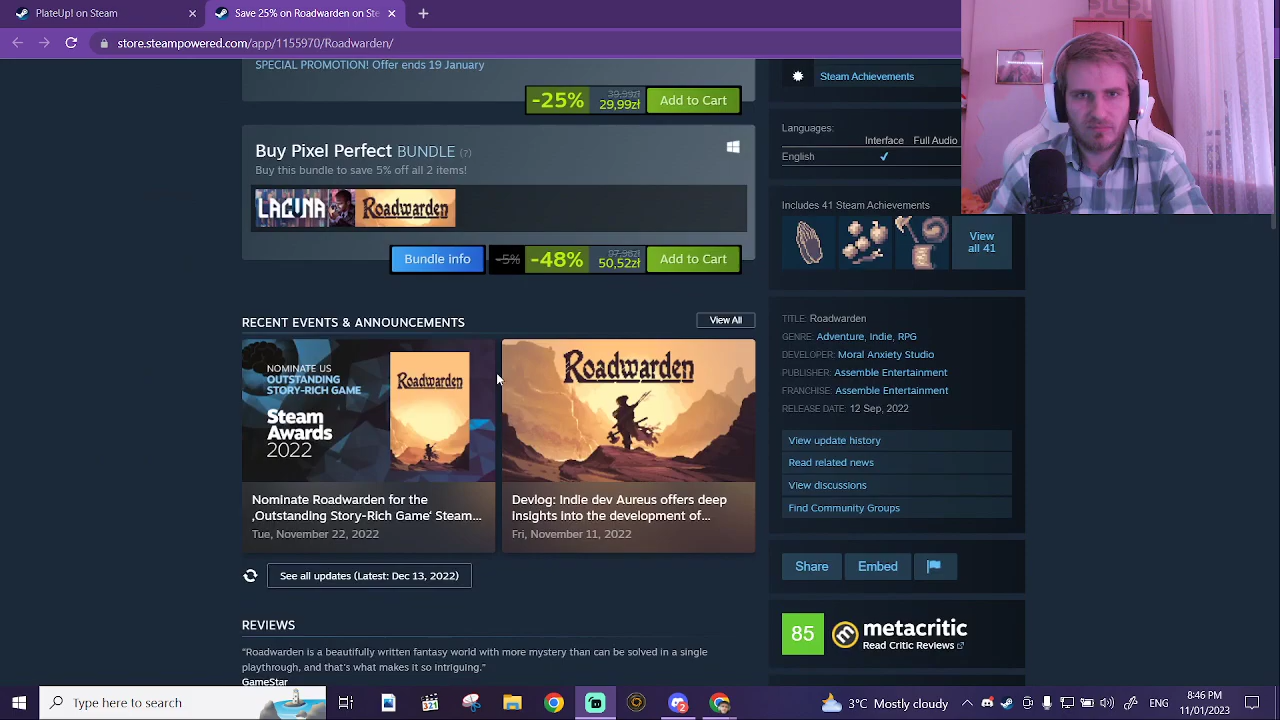 PlateUp! on Steam
Save 25% on Roadwarden on Ste
store.steampowered.com/app/1155970/Roadwarden/
SPECIAL PROMOTION! Offer ends 19 January
-25%
39,99zł
29,99zł
Add to Cart
Buy Pixel Perfect BUNDLE (?)
Buy this bundle to save 5% off all 2 items!
LACUNA
Roadwarden
Bundle info
-5%
-48%
97,98zł
50,52zł
Add to Cart
RECENT EVENTS & ANNOUNCEMENTS
View All
NOMINATE US
OUTSTANDING
STORY-RICH GAME
Steam
Awards
2022
Roadwarden
Roadwarden
Nominate Roadwarden for the
‚Outstanding Story-Rich Game‘ Steam...
Tue, November 22, 2022
Devlog: Indie dev Aureus offers deep
insights into the development of...
Fri, November 11, 2022
See all updates (Latest: Dec 13, 2022)
REVIEWS
“Roadwarden is a beautifully written fantasy world with more mystery than can be solved in a single
playthrough, and that's what makes it so intriguing.”
GameStar
Steam Achievements
Languages:
Interface Full Audio
English ✔
Includes 41 Steam Achievements
View
all 41
TITLE: Roadwarden
GENRE: Adventure, Indie, RPG
DEVELOPER: Moral Anxiety Studio
PUBLISHER: Assemble Entertainment
FRANCHISE: Assemble Entertainment
RELEASE DATE: 12 Sep, 2022
View update history
Read related news
View discussions
Find Community Groups
Share
Embed
85
metacritic
Read Critic Reviews
Type here to search
321
2
3°C Mostly cloudy
8:46 PM
11/01/2023